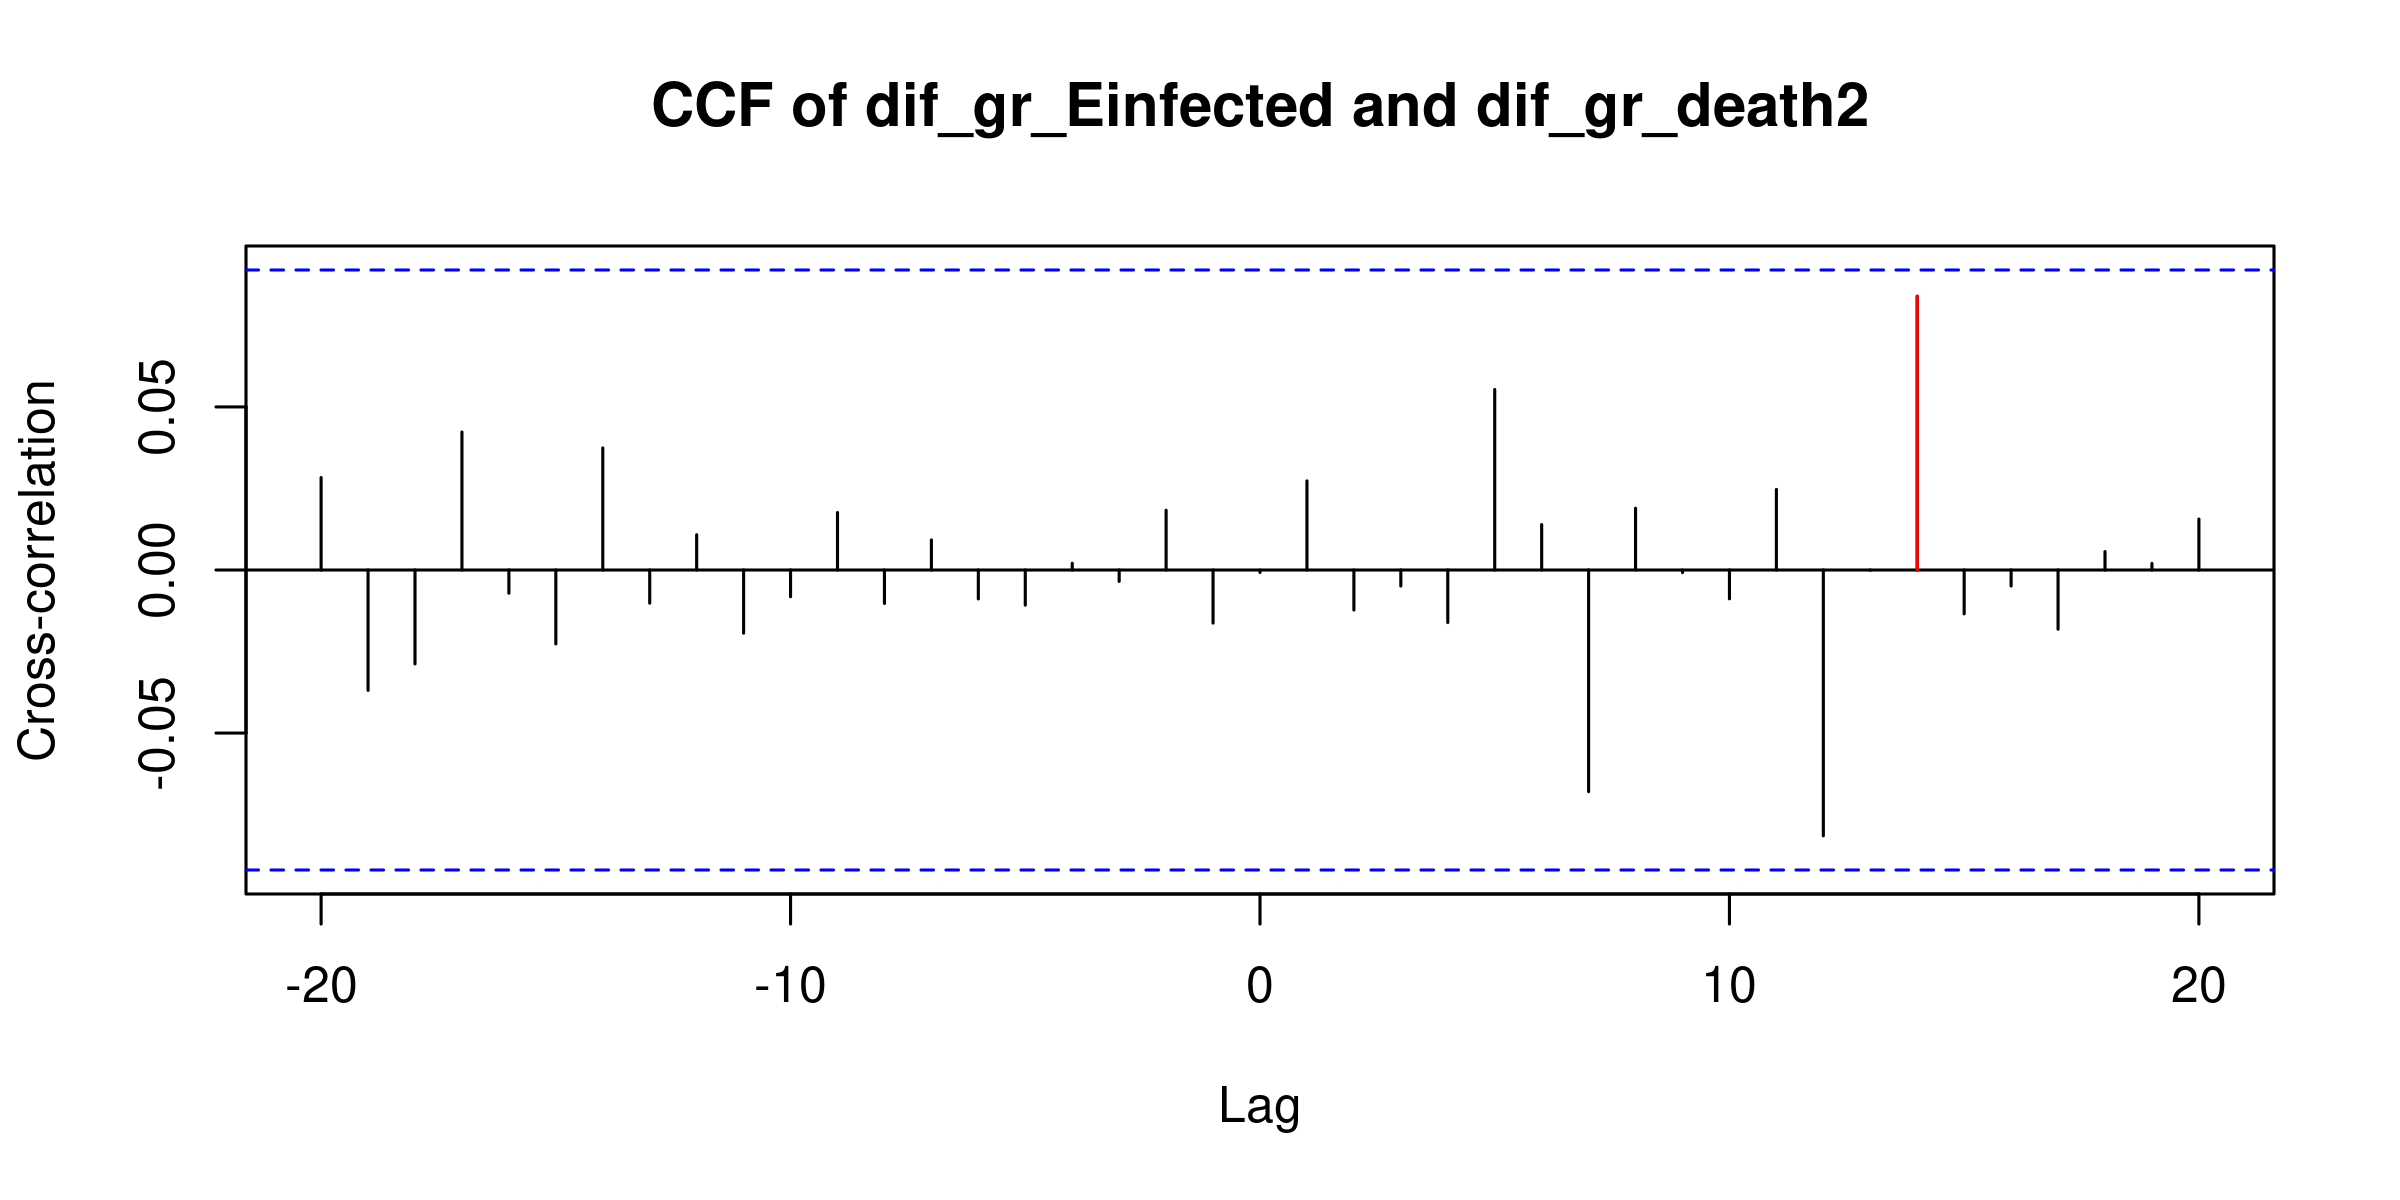 CCF of dif_gr_Einfected and dif_gr_death2
Cross-correlation
0.05
0.00
-0.05
-20 -10 0 10 20
Lag